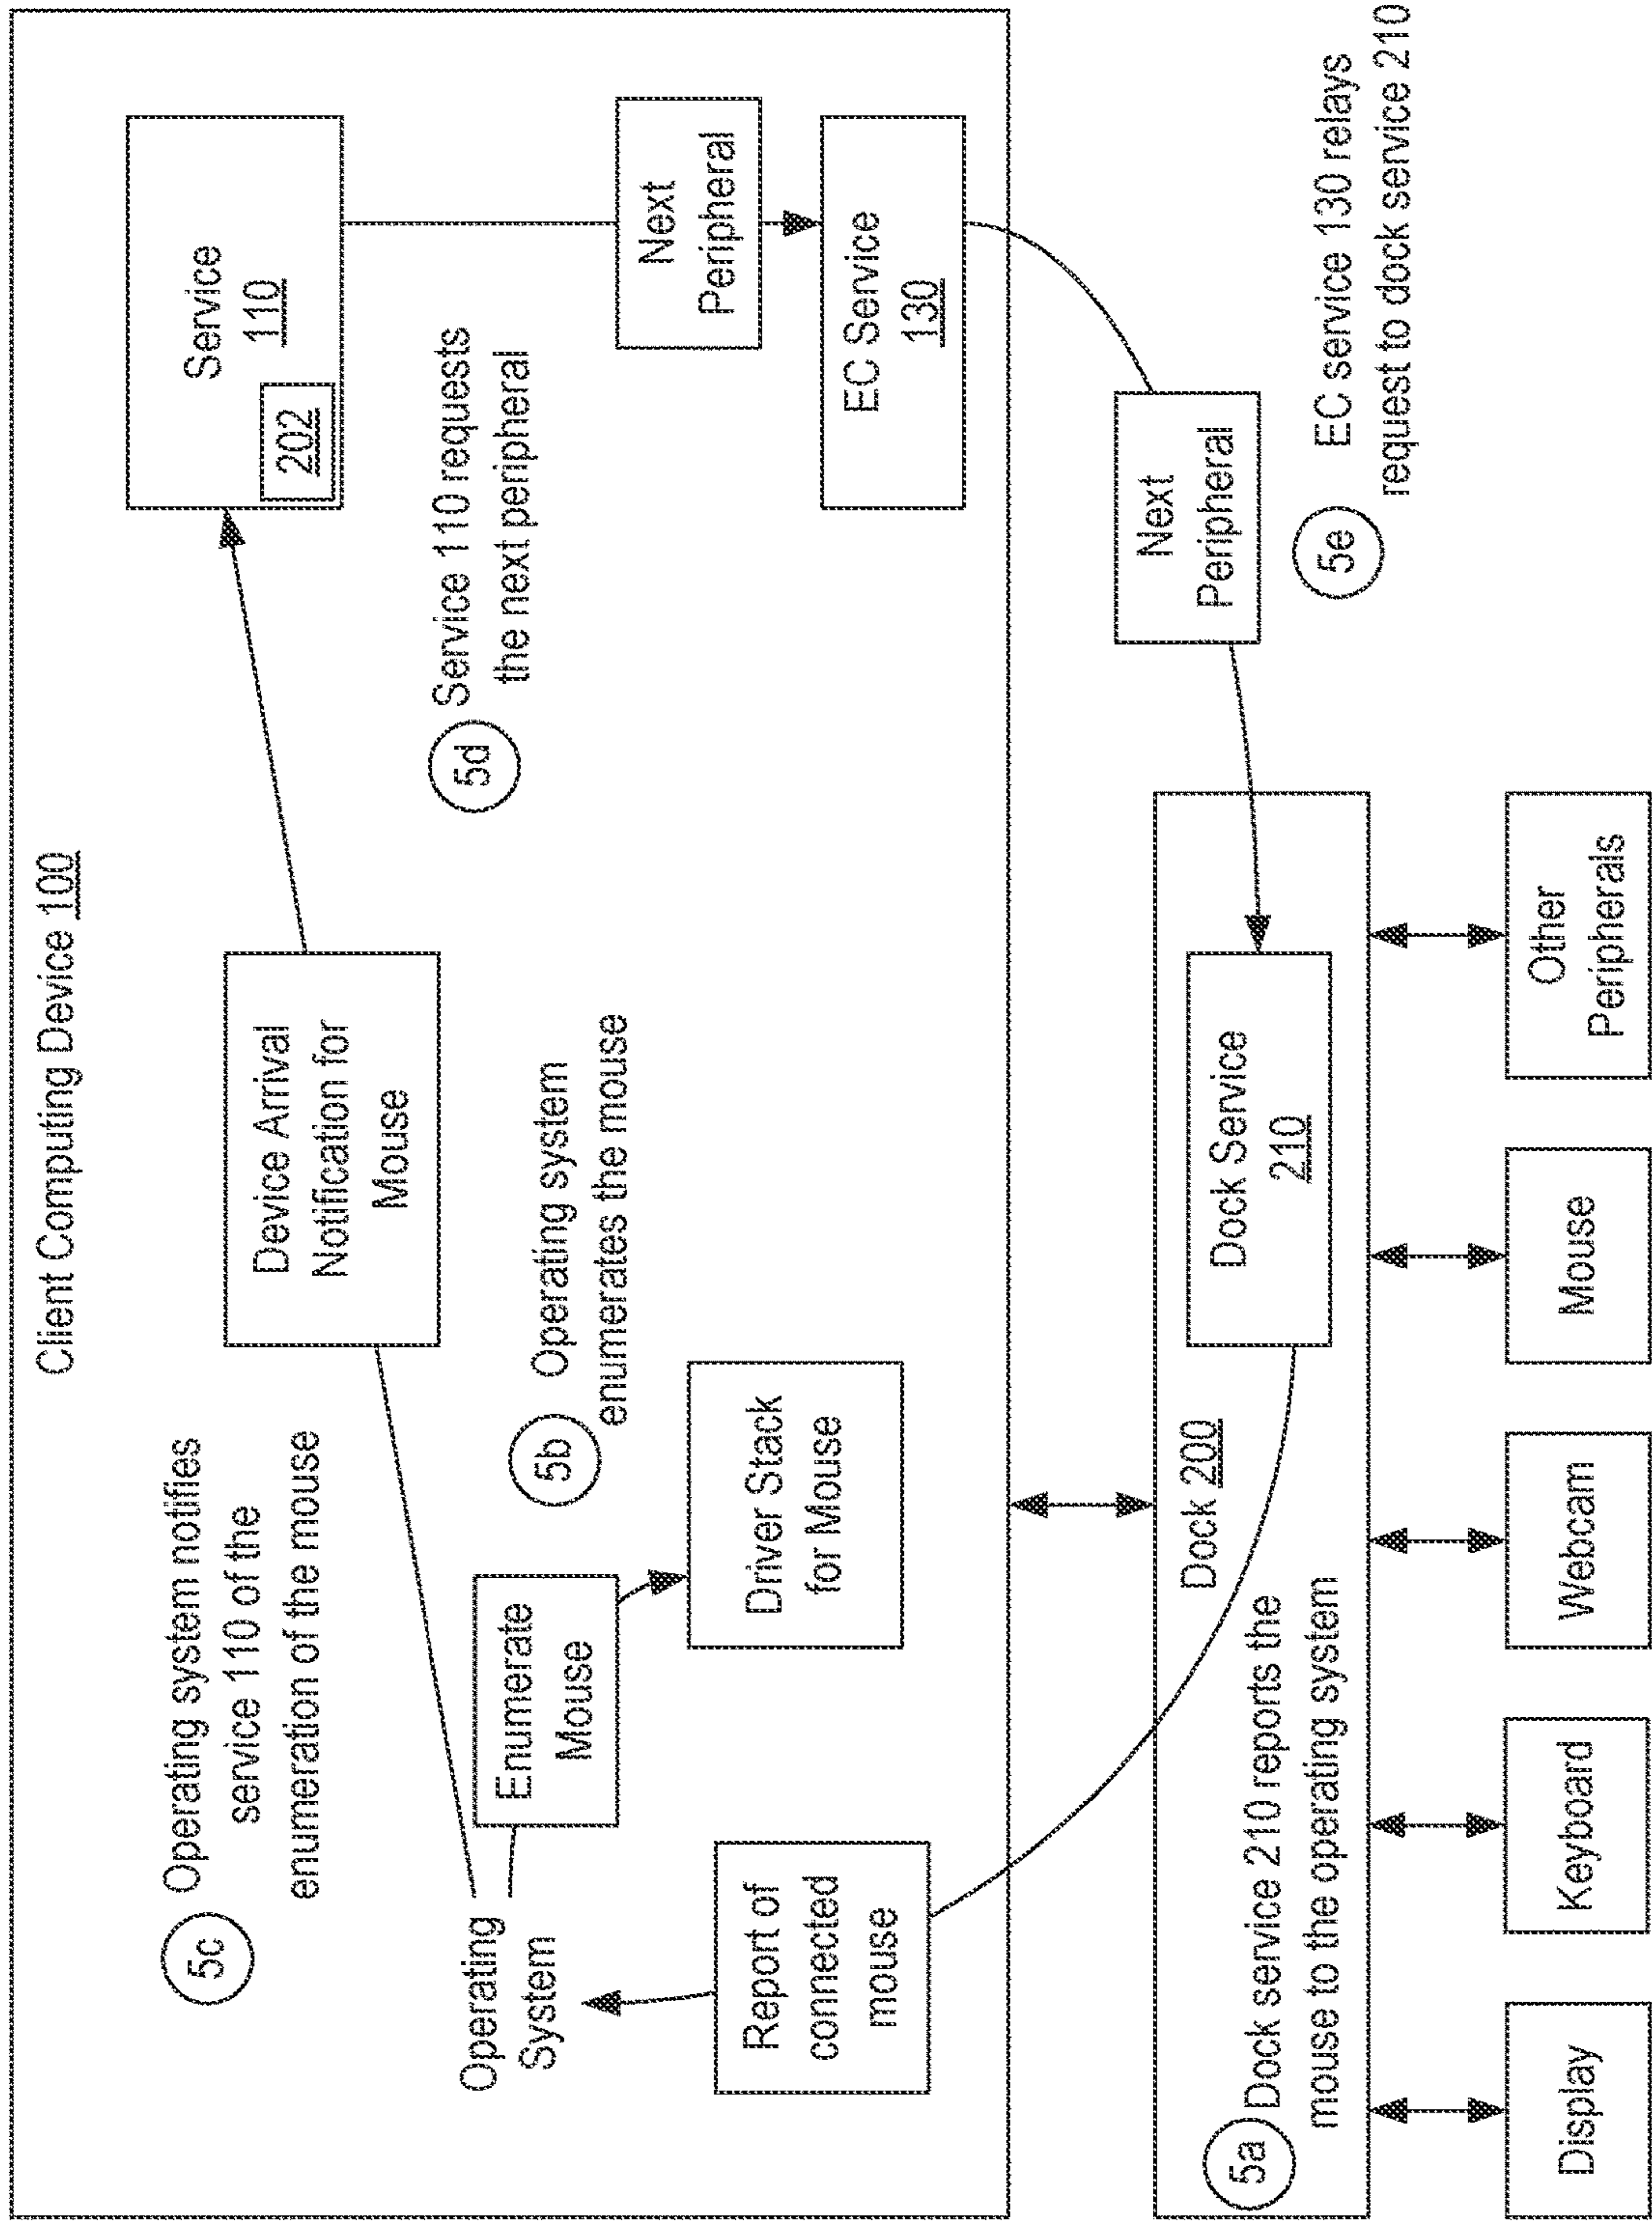 Client Computing Device 100
5c
Operating system notifies
service 110 of the
enumeration of the mouse
Device Arrival
Notification for
Mouse
Service
110
202
5d
Service 110 requests
the next peripheral
Operating
System
Enumerate
Mouse
5b
Operating system
enumerates the mouse
Driver Stack
for Mouse
Next
Peripheral
EC Service
130
Report of
connected
mouse
Next
Peripheral
5e
EC service 130 relays
request to dock service 210
Dock 200
5a
Dock service 210 reports the
mouse to the operating system
Dock Service
210
Display
Keyboard
Webcam
Mouse
Other
Peripherals